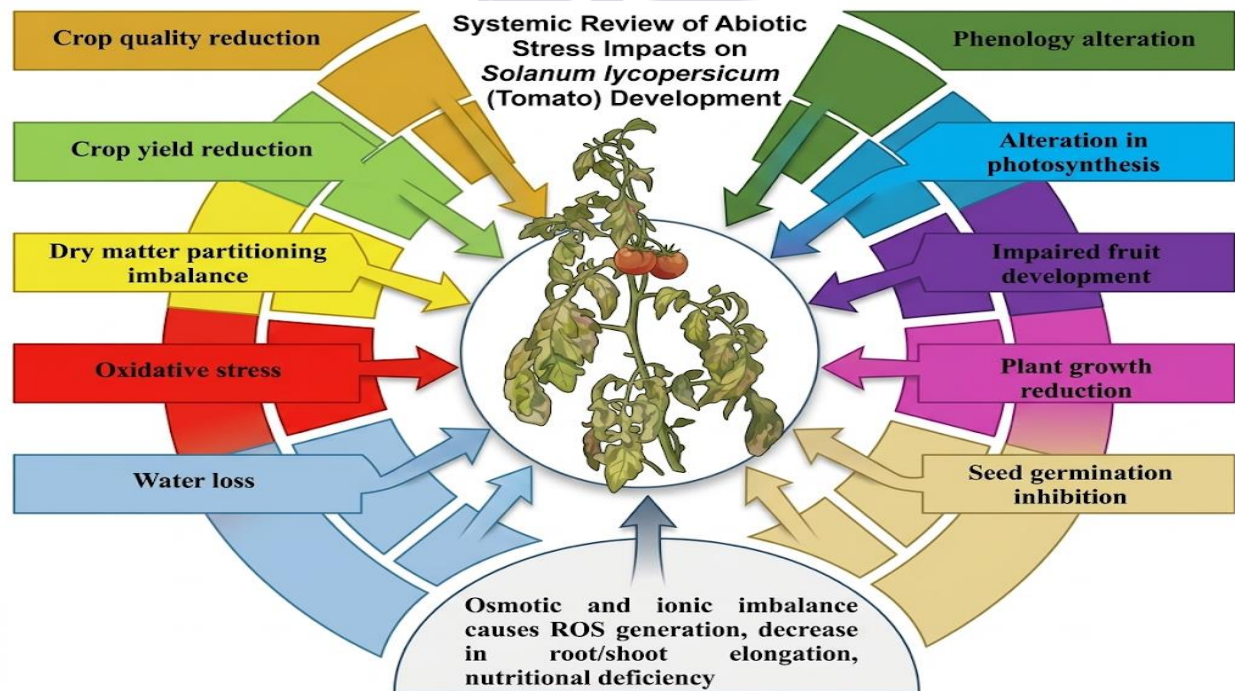 Systemic Review of Abiotic
Stress Impacts on
Solanum lycopersicum
(Tomato) Development
Crop quality reduction
Crop yield reduction
Dry matter partitioning
imbalance
Oxidative stress
Water loss
Phenology alteration
Alteration in
photosynthesis
Impaired fruit
development
Plant growth
reduction
Seed germination
inhibition
Osmotic and ionic imbalance
causes ROS generation, decrease
in root/shoot elongation,
nutritional deficiency